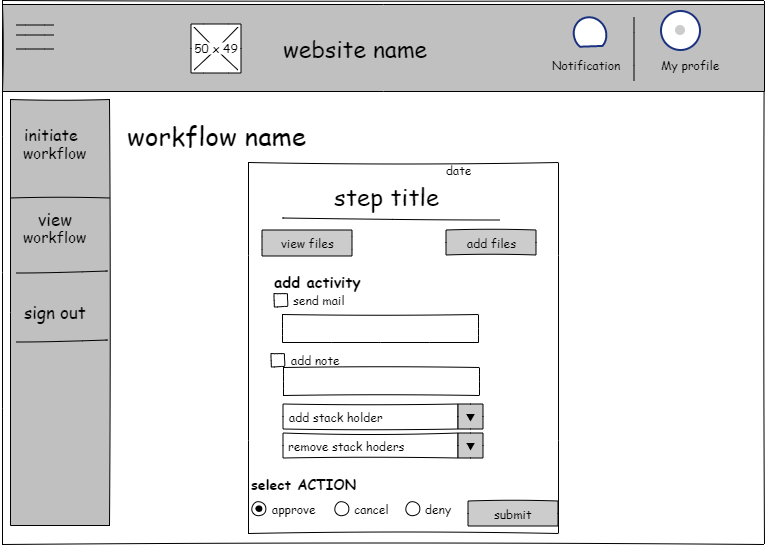 50 x 49
website name
Notification
My profile
initiate
workflow
view
workflow
sign out
workflow name
date
step title
view files
add files
add activity
send mail
add note
add stack holder
remove stack hoders
select ACTION
approve
cancel
deny
submit